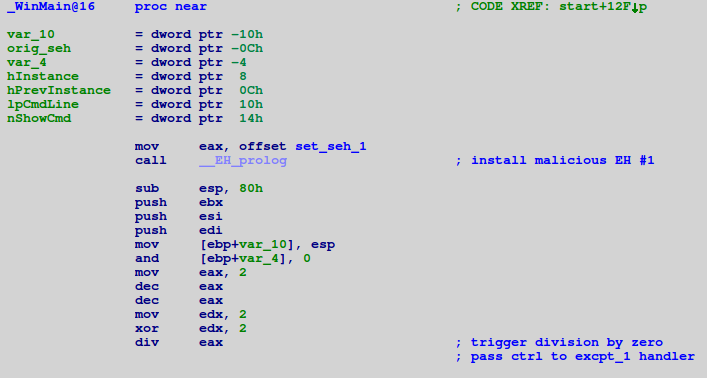 _WinMain@16 proc near ; CODE XREF: start+12F↓p
var_10 = dword ptr -10h
orig_seh = dword ptr -0Ch
var_4 = dword ptr -4
hInstance = dword ptr 8
hPrevInstance = dword ptr 0Ch
lpCmdLine = dword ptr 10h
nShowCmd = dword ptr 14h
mov eax, offset set_seh_1
call __EH_prolog ; install malicious EH #1
sub esp, 80h
push ebx
push esi
push edi
mov [ebp+var_10], esp
and [ebp+var_4], 0
mov eax, 2
dec eax
dec eax
mov edx, 2
xor edx, 2
div eax ; trigger division by zero
; pass ctrl to excpt_1 handler